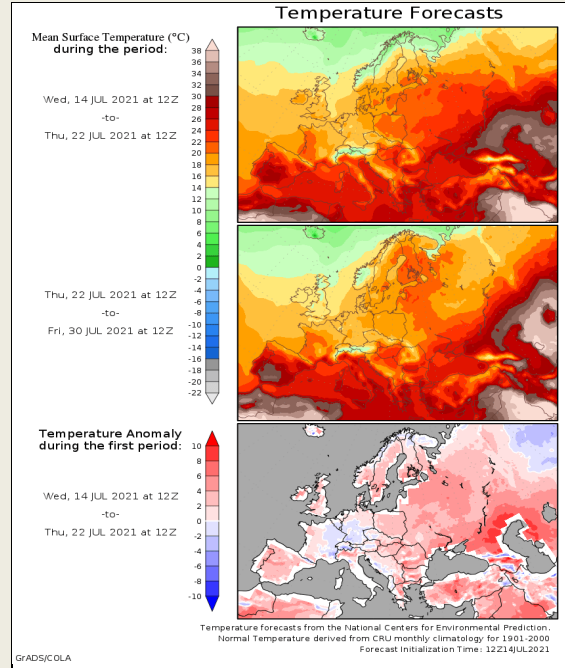 Temperature Forecasts
Mean Surface Temperature (°C)
during the period:
Wed, 14 JUL 2021 at 12Z
-to-
Thu, 22 JUL 2021 at 12Z
38
36
34
32
30
28
26
24
22
20
18
16
14
12
10
8
6
4
2
0
-2
-4
-6
-8
-10
-12
-14
-16
-18
-20
-22
Thu, 22 JUL 2021 at 12Z
-to-
Fri, 30 JUL 2021 at 12Z
Temperature Anomaly
during the first period:
Wed, 14 JUL 2021 at 12Z
-to-
Thu, 22 JUL 2021 at 12Z
10
8
6
4
2
0
-2
-4
-6
-8
-10
Temperature forecasts from the National Centers for Environmental Prediction.
Normal Temperature derived from CRU monthly climatology for 1901-2000
Forecast Initialization Time: 12Z14JUL2021
GrADS/COLA